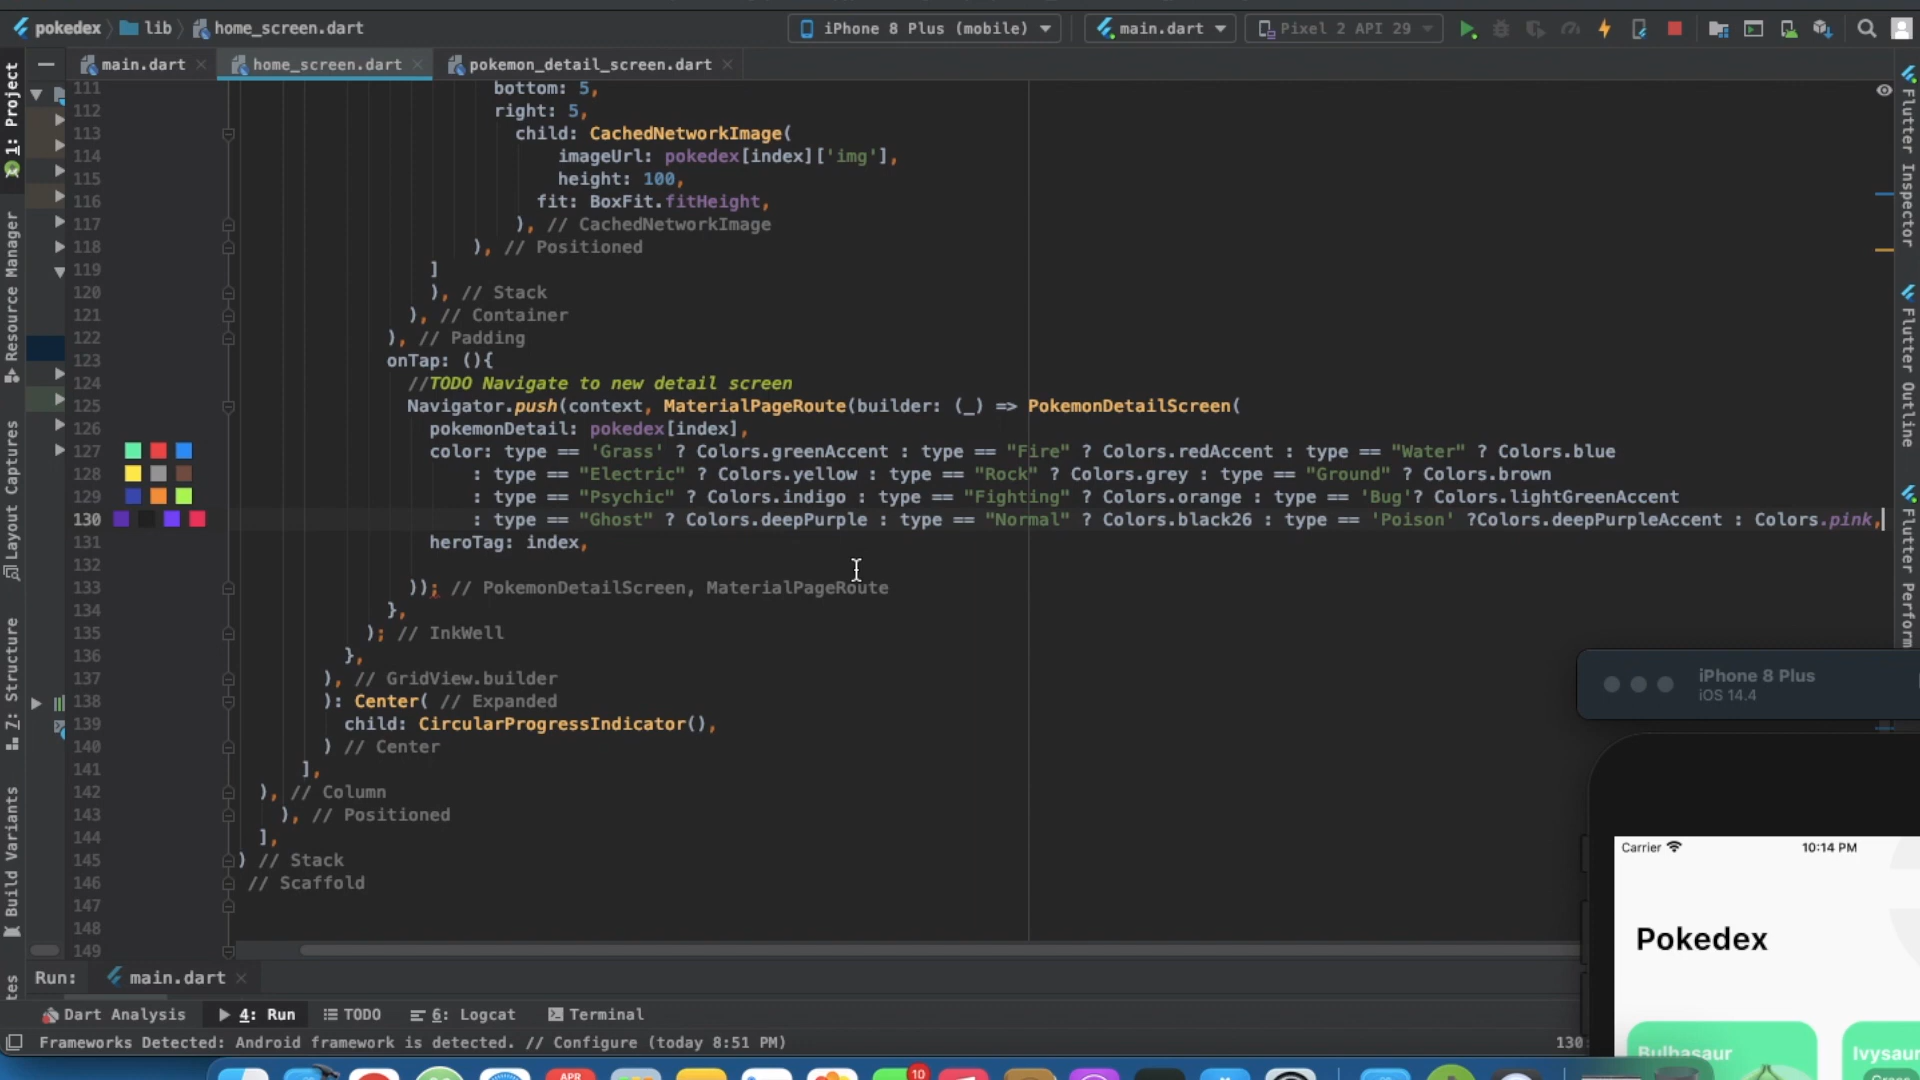 pokedex lib home_screen.dart iPhone 8 Plus (mobile) main.dart Pixel 2 API 29
main.dart home_screen.dart pokemon_detail_screen.dart
1: Project
Resource Manager
Layout Captures
Z: Structure
Build Variants
111 bottom: 5,
112 right: 5,
113 child: CachedNetworkImage(
114 imageUrl: pokedex[index]['img'],
115 height: 100,
116 fit: BoxFit.fitHeight,
117 ), // CachedNetworkImage
118 ), // Positioned
119 ]
120 ), // Stack
121 ), // Container
122 ), // Padding
123 onTap: (){
124 //TODO Navigate to new detail screen
125 Navigator.push(context, MaterialPageRoute(builder: (_) => PokemonDetailScreen(
126 pokemonDetail: pokedex[index],
127 color: type == 'Grass' ? Colors.greenAccent : type == "Fire" ? Colors.redAccent : type == "Water" ? Colors.blue
128 : type == "Electric" ? Colors.yellow : type == "Rock" ? Colors.grey : type == "Ground" ? Colors.brown
129 : type == "Psychic" ? Colors.indigo : type == "Fighting" ? Colors.orange : type == 'Bug'? Colors.lightGreenAccent
130 : type == "Ghost" ? Colors.deepPurple : type == "Normal" ? Colors.black26 : type == 'Poison' ?Colors.deepPurpleAccent : Colors.pink,
131 heroTag: index,
132
133 )); // PokemonDetailScreen, MaterialPageRoute
134 },
135 ); // InkWell
136 },
137 ), // GridView.builder
138 ): Center( // Expanded
139 child: CircularProgressIndicator(),
140 ) // Center
141 ],
142 ), // Column
143 ), // Positioned
144 ],
145 ) // Stack
146 // Scaffold
147
148
149
Flutter Inspector
Flutter Outline
Flutter Perform
iPhone 8 Plus
iOS 14.4
Carrier 10:14 PM
Pokedex
Bulbasaur Ivysaur
Run: main.dart
Dart Analysis 4: Run TODO 6: Logcat Terminal
Frameworks Detected: Android framework is detected. // Configure (today 8:51 PM) 130:
APR 10